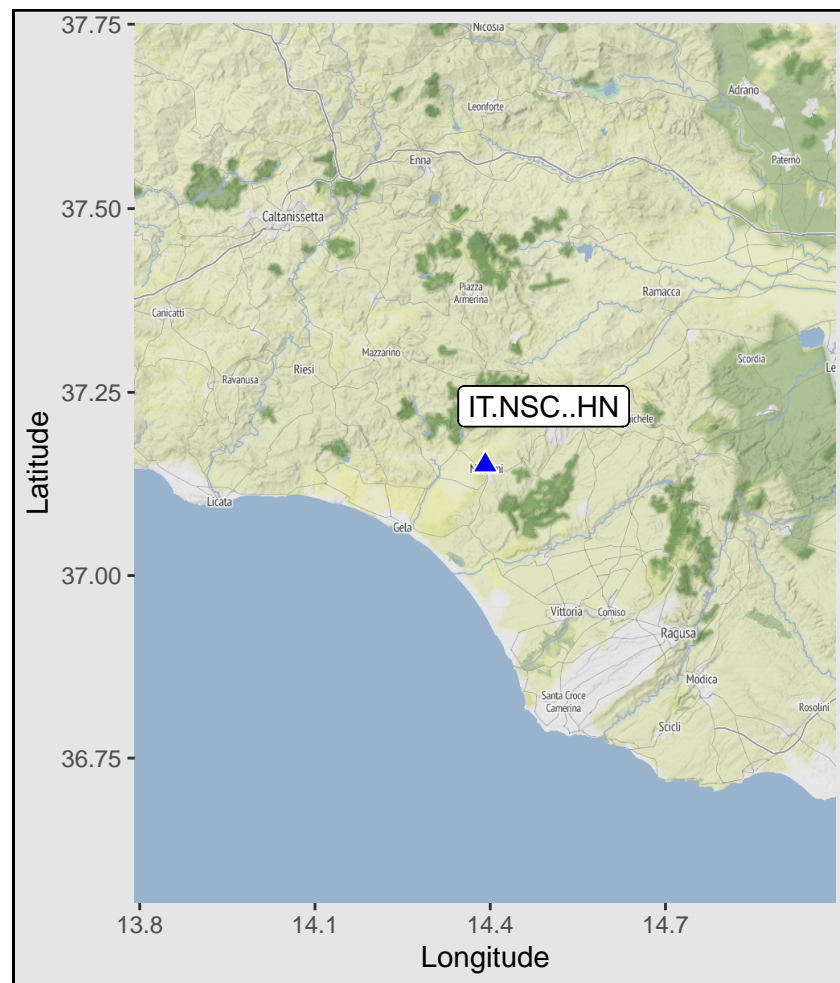 37.75
Nicosia
Adrano
Leonforte
Enna
Paternò
37.50
Caltanissetta
Piazza
Armerina
Ramacca
Canicattì
Mazzarino
Scordia
Riesi
Ravanusa
37.25
IT.NSC..HN
Licata
Gela
37.00
Vittoria
Comiso
Ragusa
Modica
Santa Croce
Camerina
Rosolini
Scicli
36.75
Latitude
13.8
14.1
14.4
14.7
Longitude